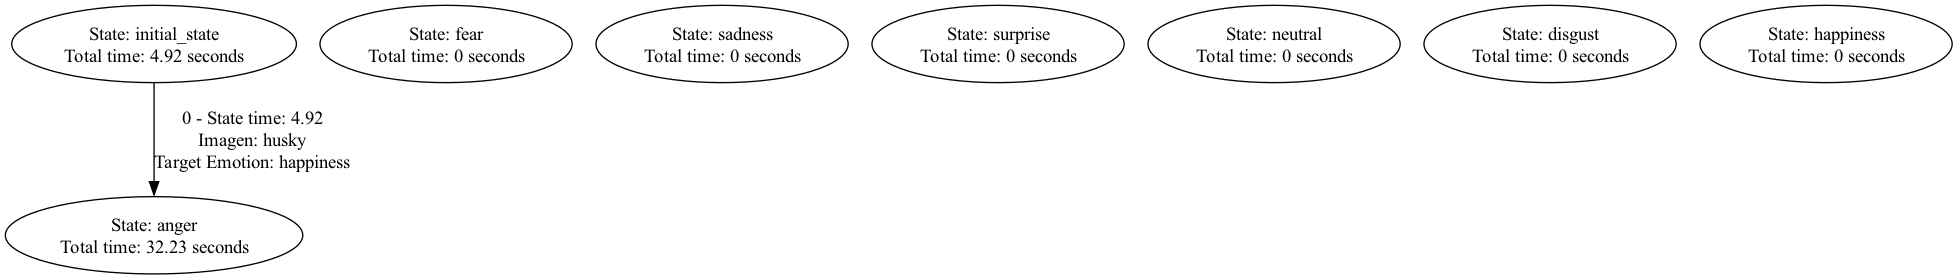 State: initial_state
Total time: 4.92 seconds
State: fear
Total time: 0 seconds
State: sadness
Total time: 0 seconds
State: surprise
Total time: 0 seconds
State: neutral
Total time: 0 seconds
State: disgust
Total time: 0 seconds
State: happiness
Total time: 0 seconds
0 - State time: 4.92
Imagen: husky
Target Emotion: happiness
State: anger
Total time: 32.23 seconds